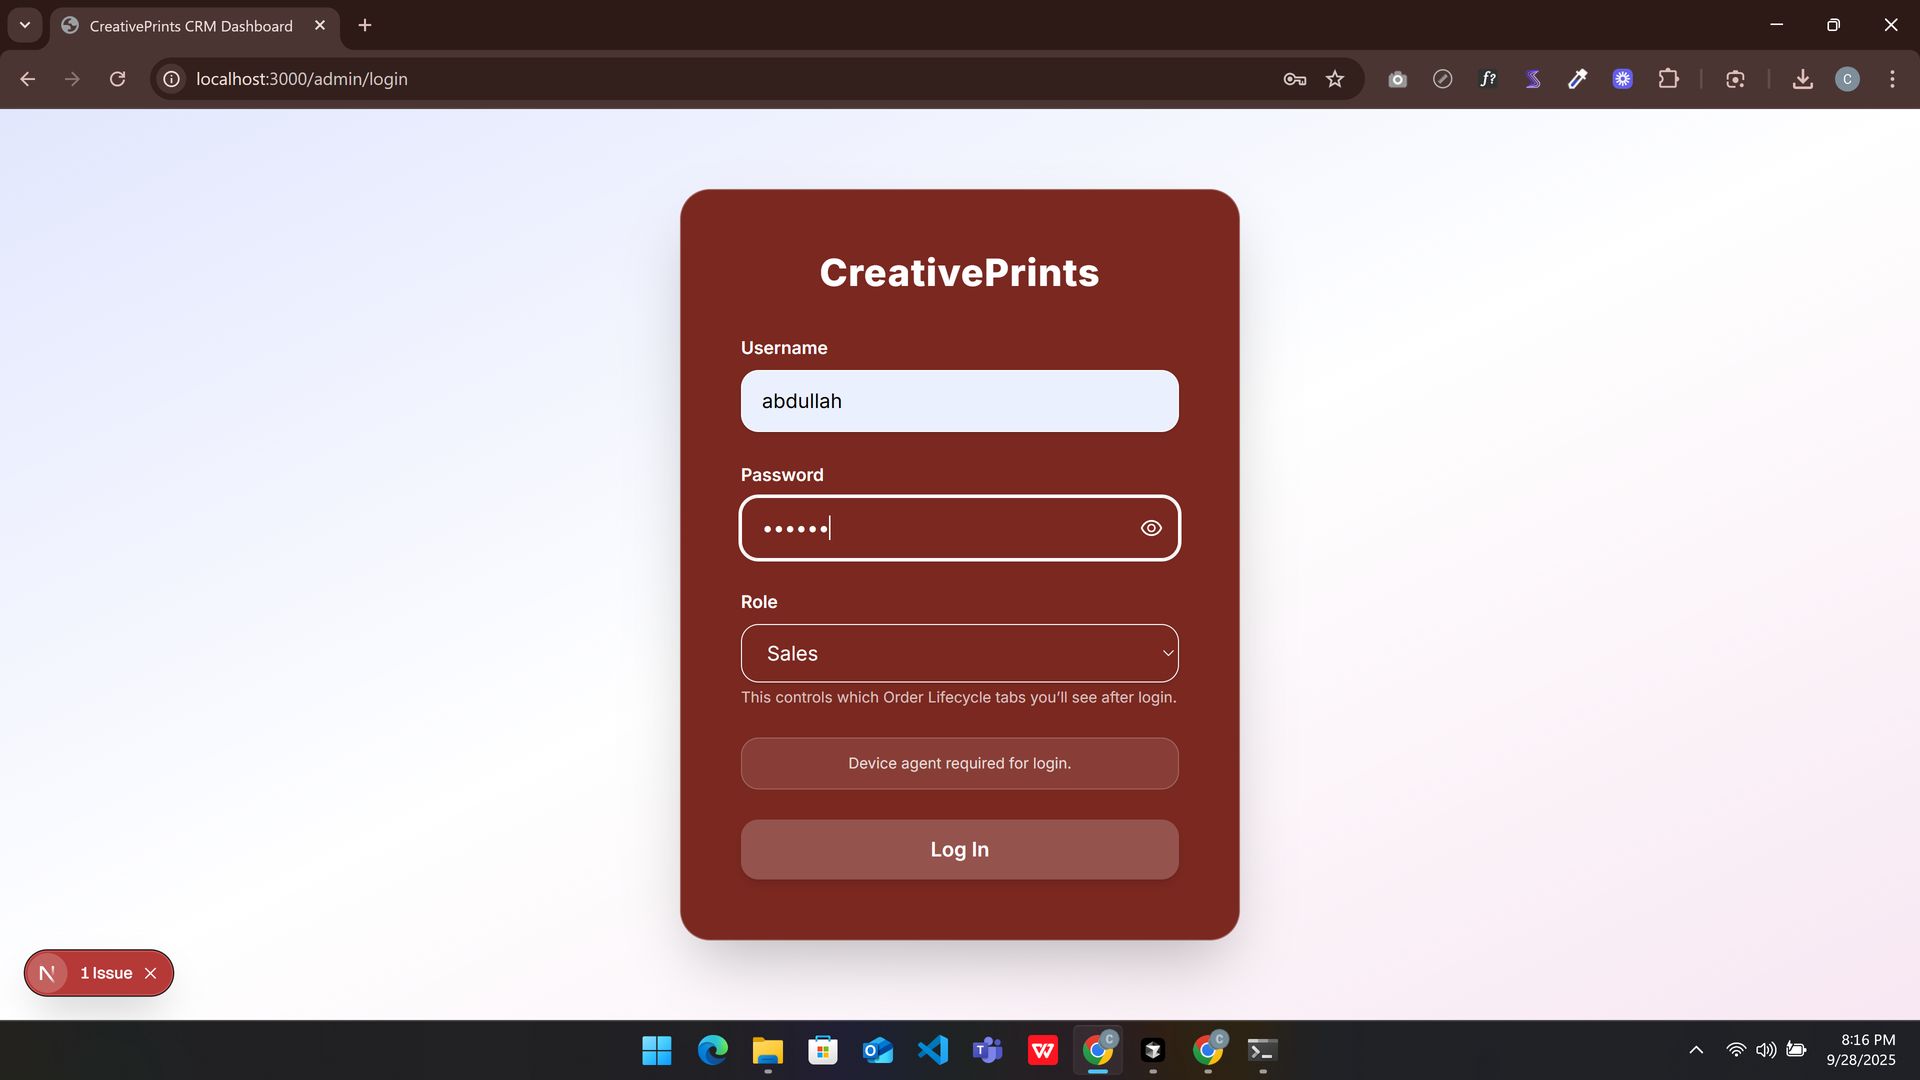 CreativePrints CRM Dashboard
localhost:3000/admin/login
f?
C
CreativePrints
Username
abdullah
Password
••••••
Role
Sales
This controls which Order Lifecycle tabs you’ll see after login.
Device agent required for login.
Log In
N 1 Issue
C C
8:16 PM
9/28/2025